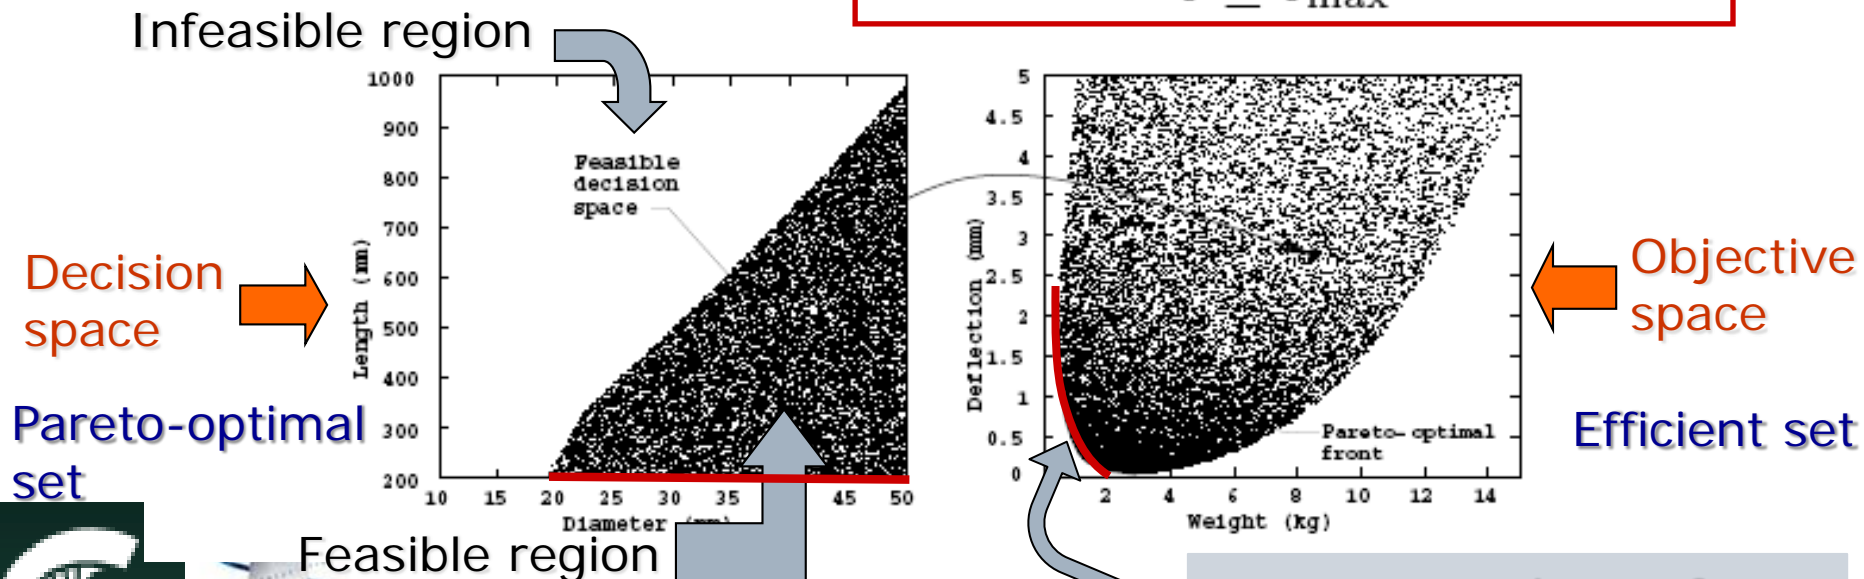 max
Infeasible region
1000
900
800
700
600
500
400
300
200
Length (mm)
Feasible
decision
space
10 15 20 25 30 35 45 50
Diameter
5
4.5
4
3.5
3
2.5
2
1.5
1
0.5
0
Deflection (mm)
Pareto-optimal
front
2 4 6 8 10 12 14
Weight (kg)
Decision
space
Objective
space
Pareto-optimal
set
Efficient set
Feasible region